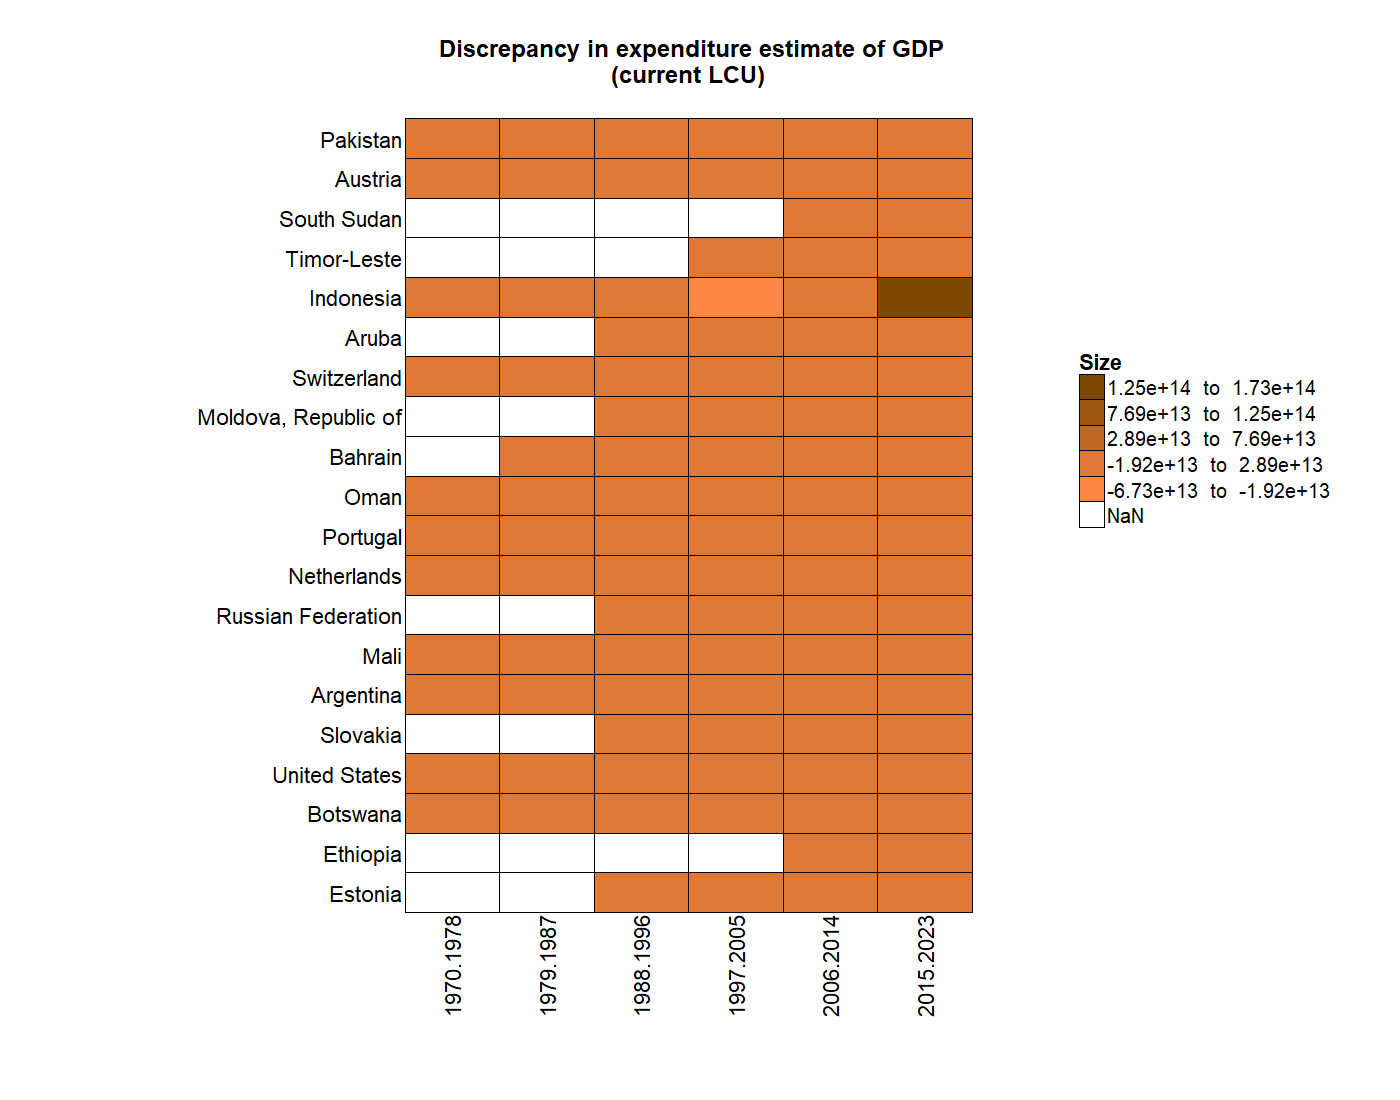 Discrepancy in expenditure estimate of GDP
(current LCU)
Pakistan
Austria
South Sudan
Timor-Leste
Indonesia
Aruba
Switzerland
Moldova, Republic of
Bahrain
Oman
Portugal
Netherlands
Russian Federation
Mali
Argentina
Slovakia
United States
Botswana
Ethiopia
Estonia
1970.1978
1979.1987
1988.1996
1997.2005
2006.2014
2015.2023
Size
1.25e+14 to 1.73e+14
7.69e+13 to 1.25e+14
2.89e+13 to 7.69e+13
-1.92e+13 to 2.89e+13
-6.73e+13 to -1.92e+13
NaN